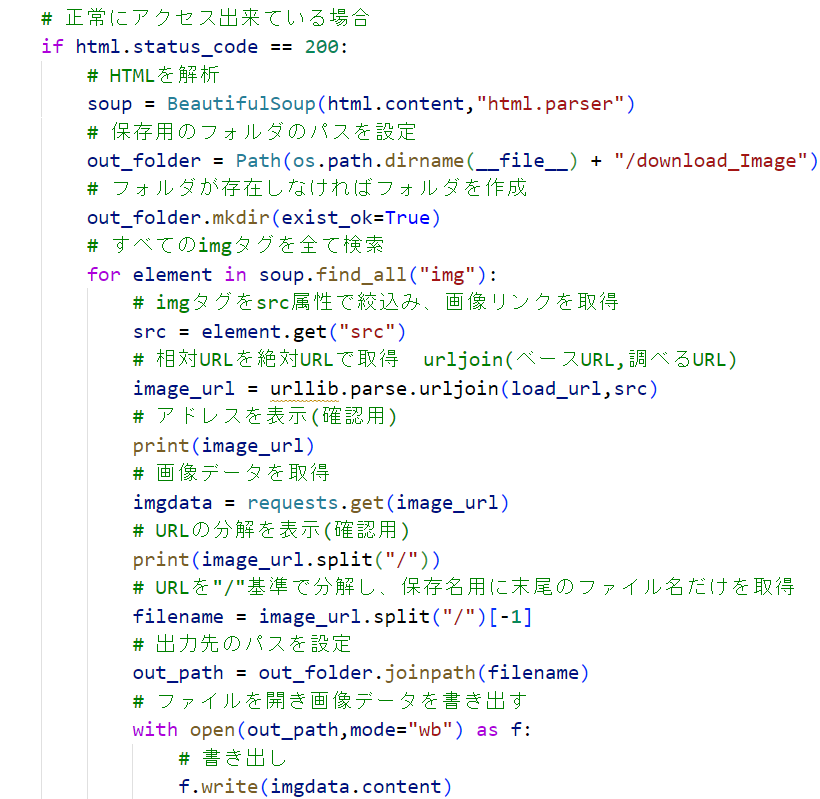 # 正常にアクセス出来ている場合
if html.status_code == 200:
# HTMLを解析
soup = BeautifulSoup(html.content,"html.parser")
# 保存用のフォルダのパスを設定
out_folder = Path(os.path.dirname(__file__) + "/download_Image")
# フォルダが存在しなければフォルダを作成
out_folder.mkdir(exist_ok=True)
# すべてのimgタグを全て検索
for element in soup.find_all("img"):
# imgタグをsrc属性で絞込み、画像リンクを取得
src = element.get("src")
# 相対URLを絶対URLで取得　urljoin(ベースURL,調べるURL)
image_url = urllib.parse.urljoin(load_url,src)
# アドレスを表示(確認用)
print(image_url)
# 画像データを取得
imgdata = requests.get(image_url)
# URLの分解を表示(確認用)
print(image_url.split("/"))
# URLを"/"基準で分解し、保存名用に末尾のファイル名だけを取得
filename = image_url.split("/")[-1]
# 出力先のパスを設定
out_path = out_folder.joinpath(filename)
# ファイルを開き画像データを書き出す
with open(out_path,mode="wb") as f:
# 書き出し
f.write(imgdata.content)